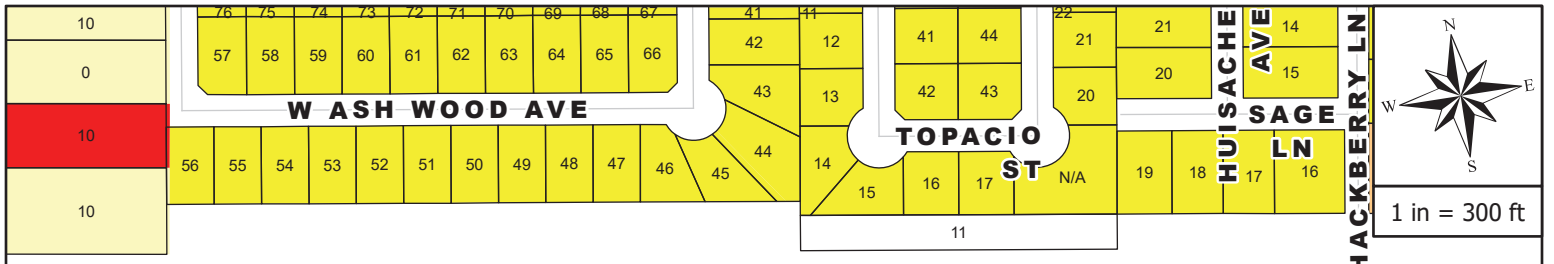 76 75 74 73 72 71 70 69 68 67 41 11 22
10 57 58 59 60 61 62 63 64 65 66 42 12 41 44 21 21 14
0 20 15
43 13 42 43 20
10 W ASH WOOD AVE
TOPACIO ST
HUISACHE AVE
SAGE LN
HACKBERRY LN
56 55 54 53 52 51 50 49 48 47 46 45 44 14 15 16 17 N/A 19 18 17 16
10
11
N
W E
S
1 in = 300 ft